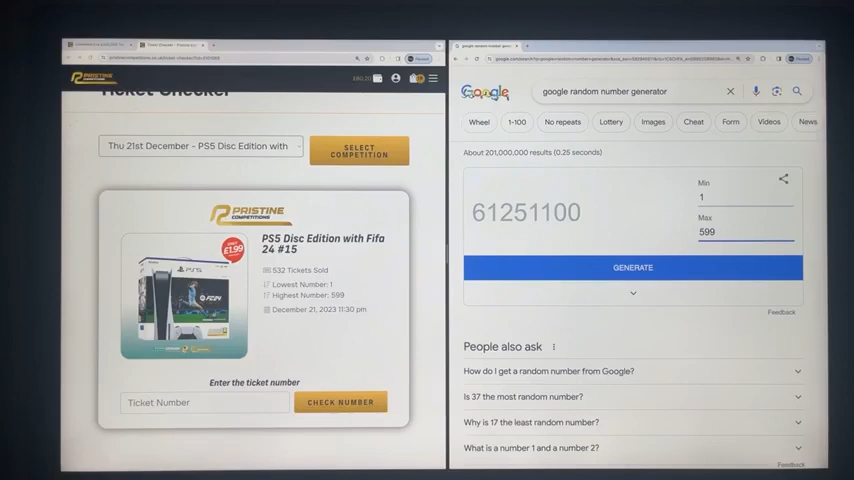 Ticket Checker
Thu 21st December - PS5 Disc Edition with
SELECT
COMPETITION
PRISTINE
COMPETITIONS
ONLY
£1.99
PS5 Disc Edition with Fifa
24 #15
532 Tickets Sold
Lowest Number: 1
Highest Number: 599
December 21, 2023 11:30 pm
Enter the ticket number
Ticket Number
CHECK NUMBER
Google
google random number generator
Wheel
1-100
No repeats
Lottery
Images
Cheat
Form
Videos
News
About 201,000,000 results (0.25 seconds)
61251100
Min
1
Max
599
GENERATE
Feedback
People also ask
How do I get a random number from Google?
Is 37 the most random number?
Why is 17 the least random number?
What is a number 1 and a number 2?
Feedback